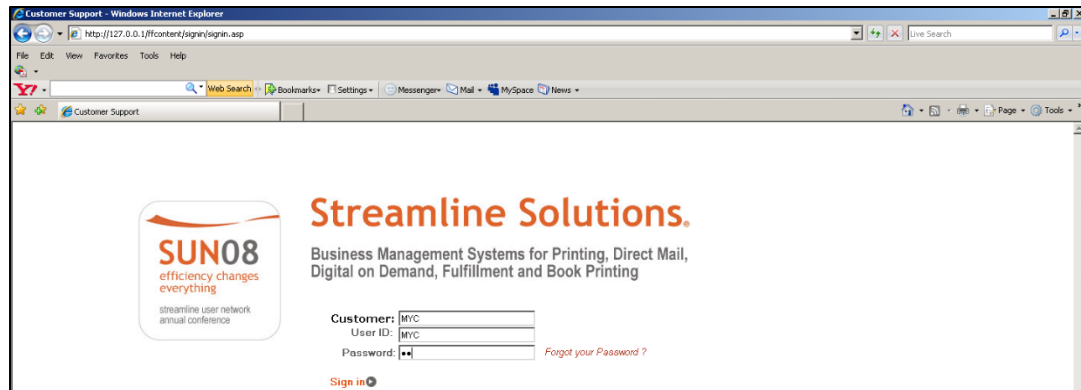 Customer Support - Windows Internet Explorer
http://127.0.0.1/ffcontent/signin/signin.asp
Live Search
File Edit View Favorites Tools Help
Y! Web Search Bookmarks Settings Messenger Mail MySpace News
Customer Support
Page Tools
SUN08
efficiency changes
everything
streamline user network
annual conference
Streamline Solutions.
Business Management Systems for Printing, Direct Mail,
Digital on Demand, Fulfillment and Book Printing
Customer: MYC
User ID: MYC
Password: ••
Forgot your Password ?
Sign in